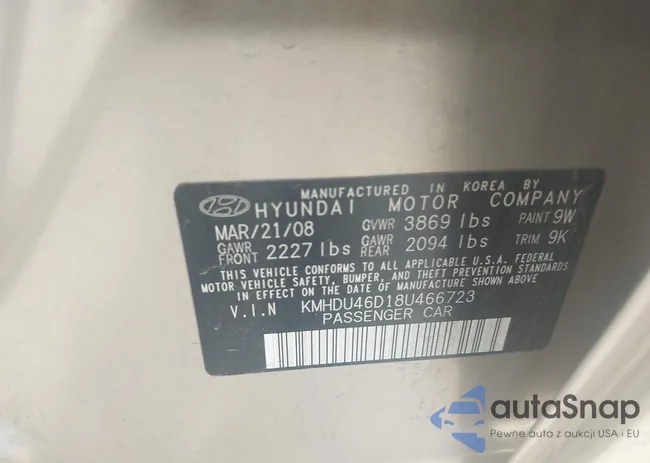 MANUFACTURED IN KOREA BY
HYUNDAI MOTOR COMPANY
MAR/21/08 GVWR 3869 lbs PAINT 9W
GAWR FRONT 2227 lbs GAWR REAR 2094 lbs TRIM 9K
THIS VEHICLE CONFORMS TO ALL APPLICABLE U.S.A. FEDERAL
MOTOR VEHICLE SAFETY, BUMPER, AND THEFT PREVENTION STANDARDS
IN EFFECT ON THE DATE OF MANUFACTURE SHOWN ABOVE
V.I.N KMHDU46D18U466723
PASSENGER CAR
autaSnap
Pewne auta z aukcji USA i EU